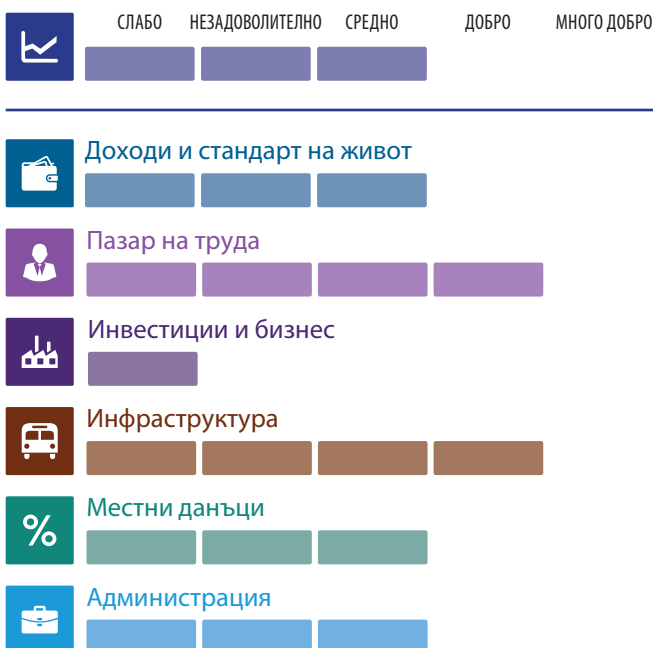 СЛАБО НЕЗАДОВОЛИТЕЛНО СРЕДНО ДОБРО МНОГО ДОБРО
Доходи и стандарт на живот
Пазар на труда
Инвестиции и бизнес
Инфраструктура
Местни данъци
%
Администрация